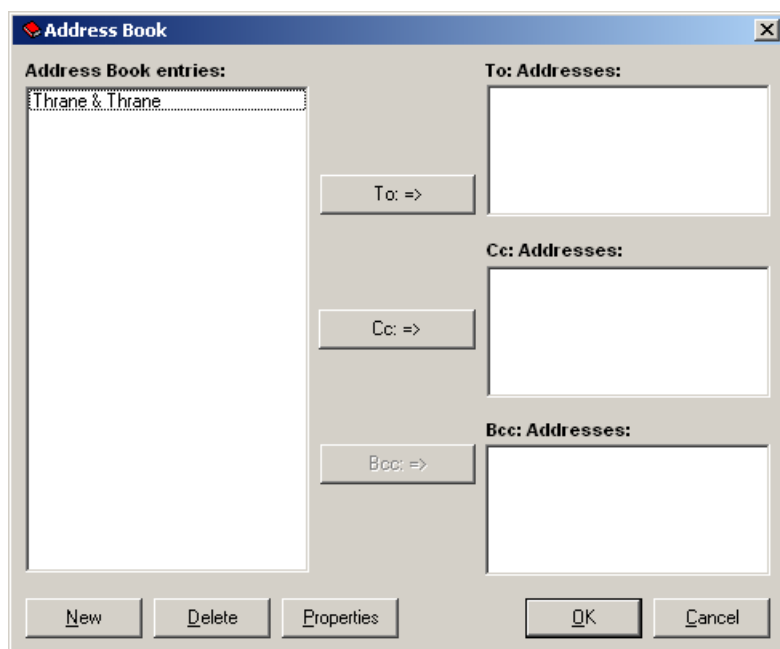 Address Book
Address Book entries:
Thrane & Thrane
To: =>
Cc: =>
Bcc: =>
To: Addresses:
Cc: Addresses:
Bcc: Addresses:
New
Delete
Properties
OK
Cancel